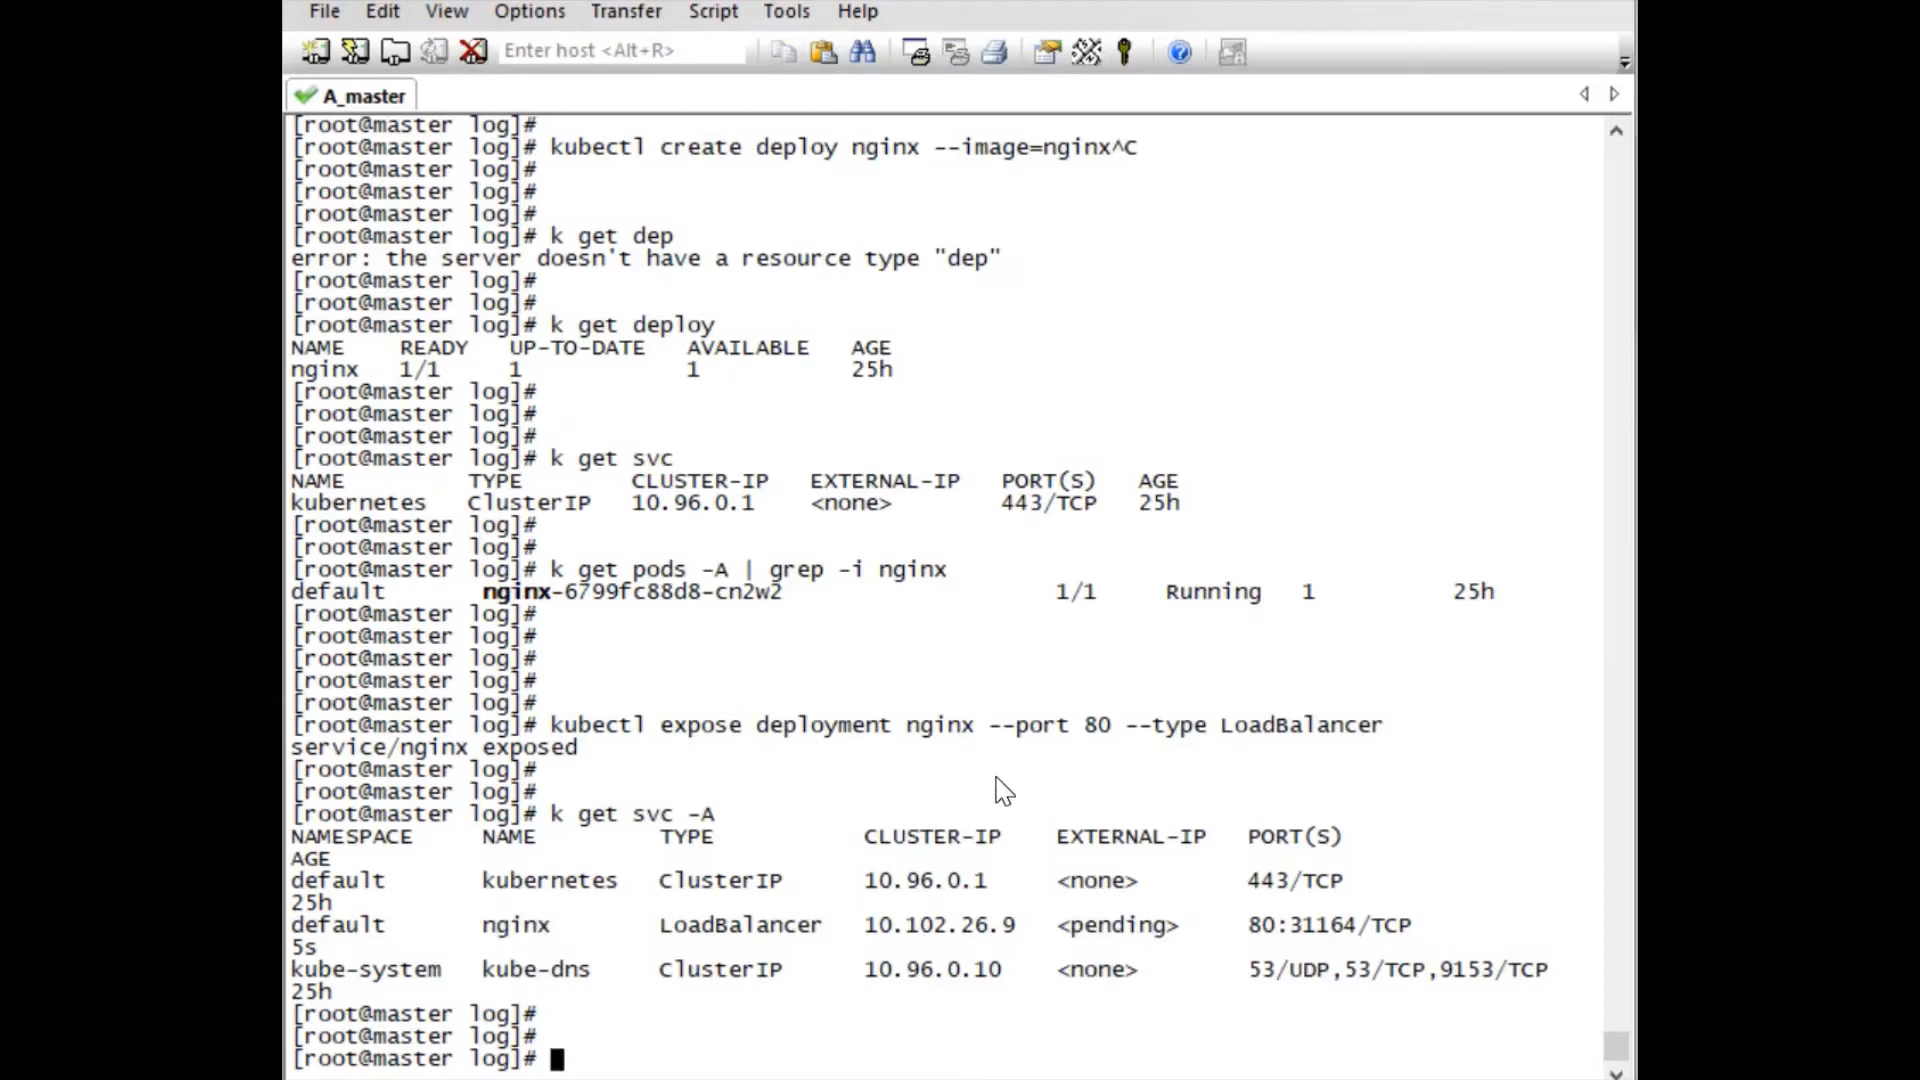 File Edit View Options Transfer Script Tools Help
Enter host <Alt+R>
A_master
[root@master log]#
[root@master log]# kubectl create deploy nginx --image=nginx^C
[root@master log]#
[root@master log]#
[root@master log]#
[root@master log]# k get dep
error: the server doesn't have a resource type "dep"
[root@master log]#
[root@master log]#
[root@master log]# k get deploy
NAME READY UP-TO-DATE AVAILABLE AGE
nginx 1/1 1 1 25h
[root@master log]#
[root@master log]#
[root@master log]#
[root@master log]# k get svc
NAME TYPE CLUSTER-IP EXTERNAL-IP PORT(S) AGE
kubernetes ClusterIP 10.96.0.1 <none> 443/TCP 25h
[root@master log]#
[root@master log]#
[root@master log]# k get pods -A | grep -i nginx
default nginx-6799fc88d8-cn2w2 1/1 Running 1 25h
[root@master log]#
[root@master log]#
[root@master log]#
[root@master log]#
[root@master log]#
[root@master log]# kubectl expose deployment nginx --port 80 --type LoadBalancer
service/nginx exposed
[root@master log]#
[root@master log]#
[root@master log]# k get svc -A
NAMESPACE NAME TYPE CLUSTER-IP EXTERNAL-IP PORT(S)
AGE
default kubernetes ClusterIP 10.96.0.1 <none> 443/TCP
25h
default nginx LoadBalancer 10.102.26.9 <pending> 80:31164/TCP
5s
kube-system kube-dns ClusterIP 10.96.0.10 <none> 53/UDP,53/TCP,9153/TCP
25h
[root@master log]#
[root@master log]#
[root@master log]#